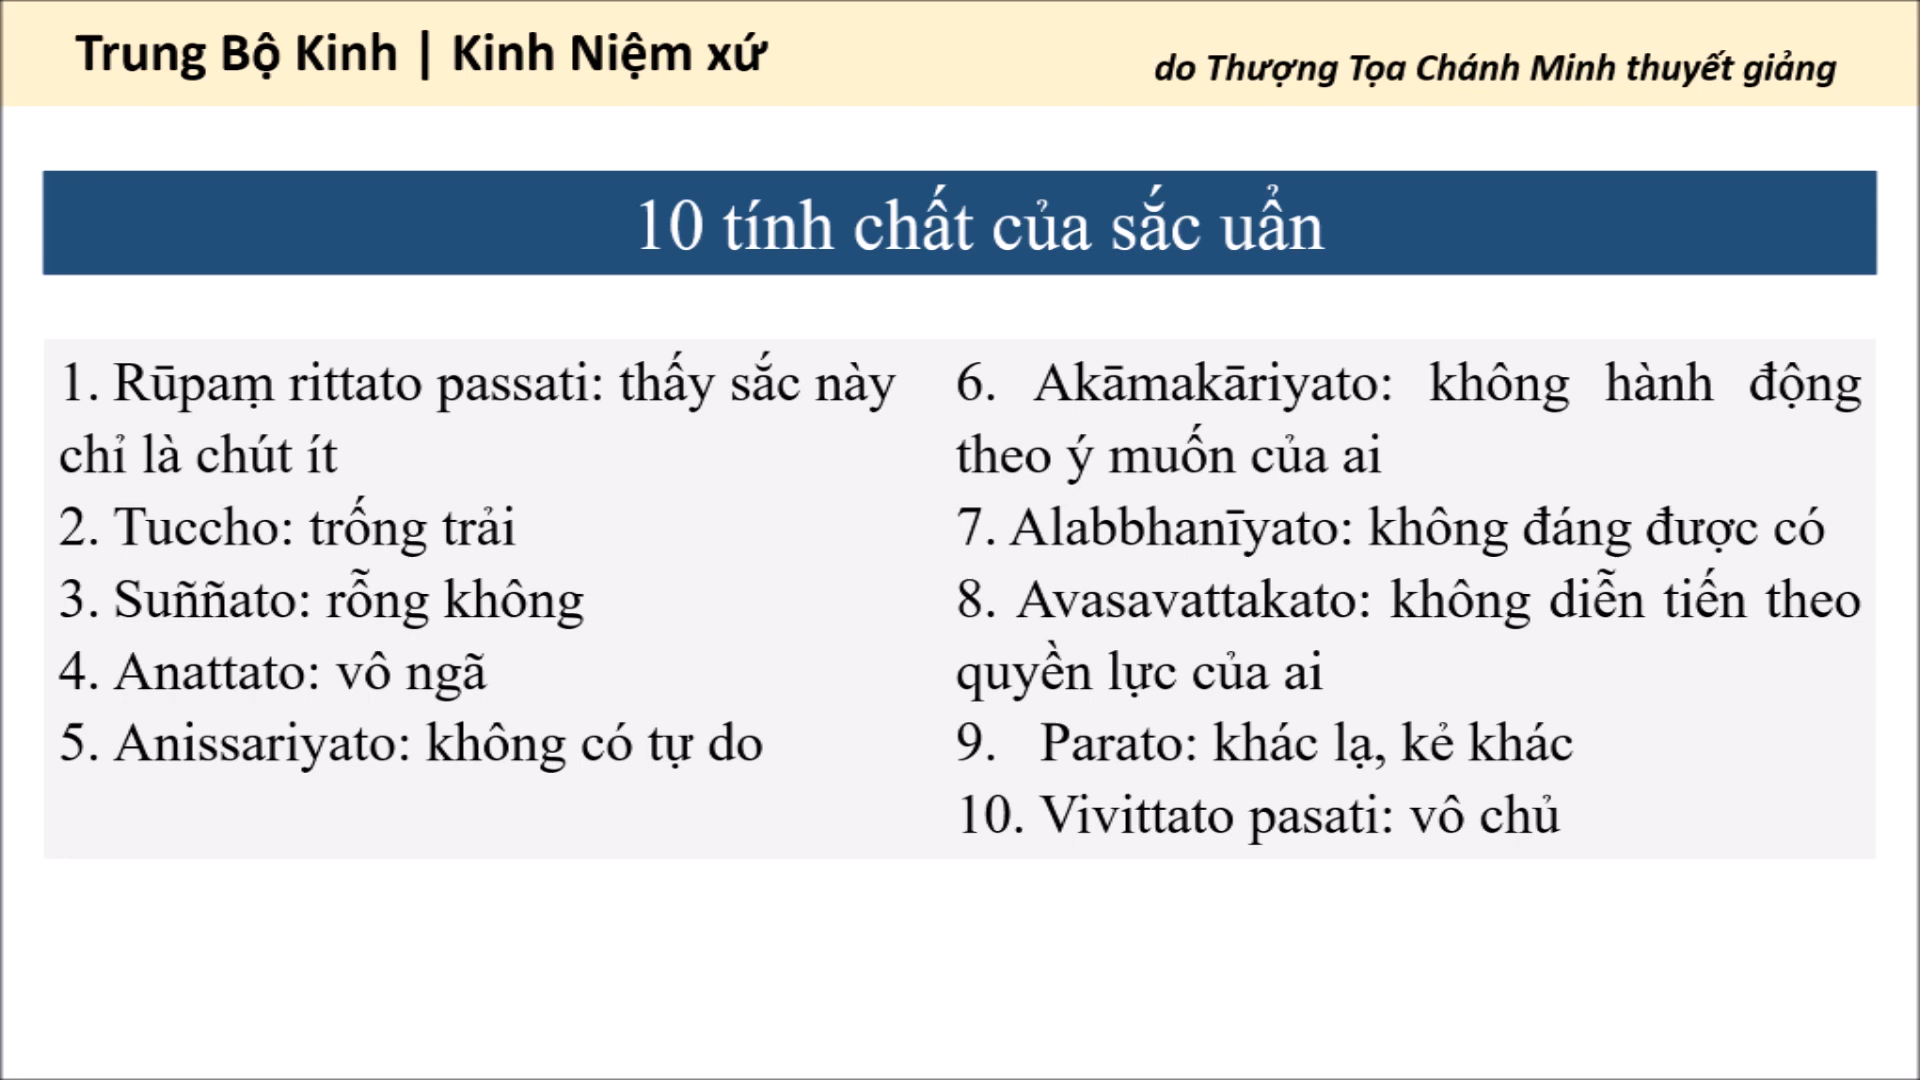 Trung Bộ Kinh | Kinh Niệm xứ
do Thượng Tọa Chánh Minh thuyết giảng
10 tính chất của sắc uẩn
1. Rūpaṃ rittato passati: thấy sắc này
chỉ là chút ít
2. Tuccho: trống trải
3. Suññato: rỗng không
4. Anattato: vô ngã
5. Anissariyato: không có tự do
6. Akāmakāriyato: không hành động
theo ý muốn của ai
7. Alabbhanīyato: không đáng được có
8. Avasavattakato: không diễn tiến theo
quyền lực của ai
9. Parato: khác lạ, kẻ khác
10. Vivittato pasati: vô chủ